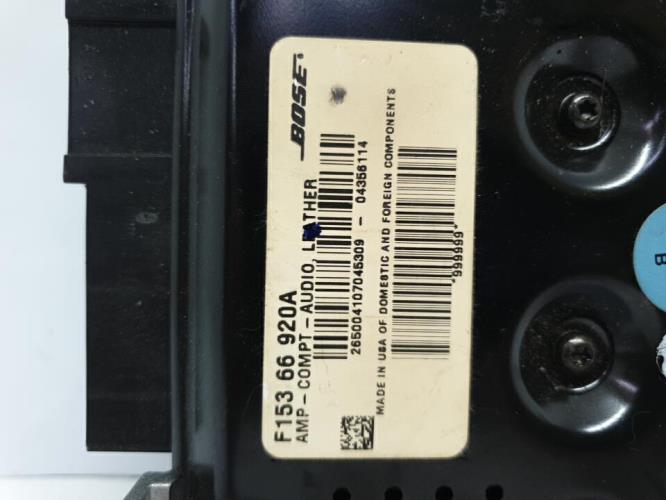 BOSE
F153 66 920A
AMP-COMPT-AUDIO, LEATHER
265004107045309 - 04356114
MADE IN USA OF DOMESTIC AND FOREIGN COMPONENTS
*999999*
B